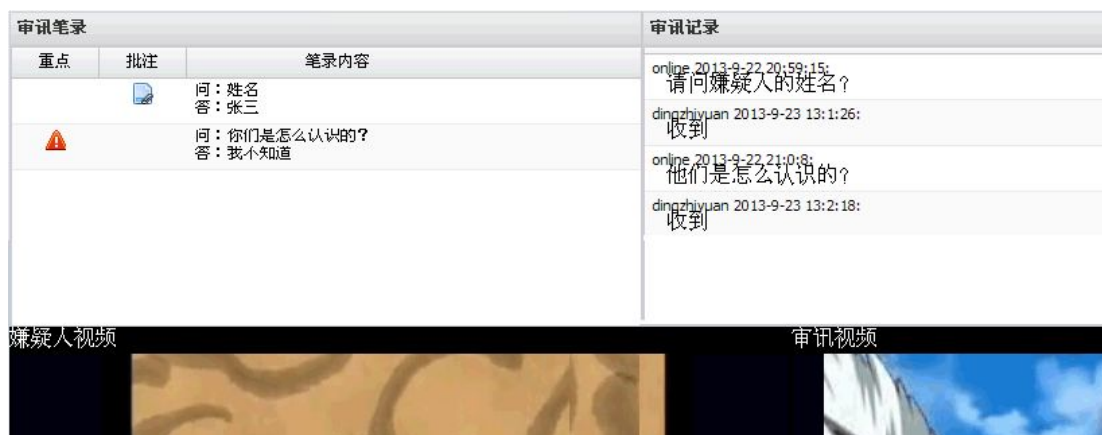 审讯笔录
重点 批注 笔录内容
问：姓名
答：张三
问：你们是怎么认识的?
答：我不知道
审讯记录
online 2013-9-22 20:59:15:
请问嫌疑人的姓名?
dingzhiyuan 2013-9-23 13:1:26:
收到
online 2013-9-22 21:0:8:
他们是怎么认识的?
dingzhiyuan 2013-9-23 13:2:18:
收到
嫌疑人视频
审讯视频